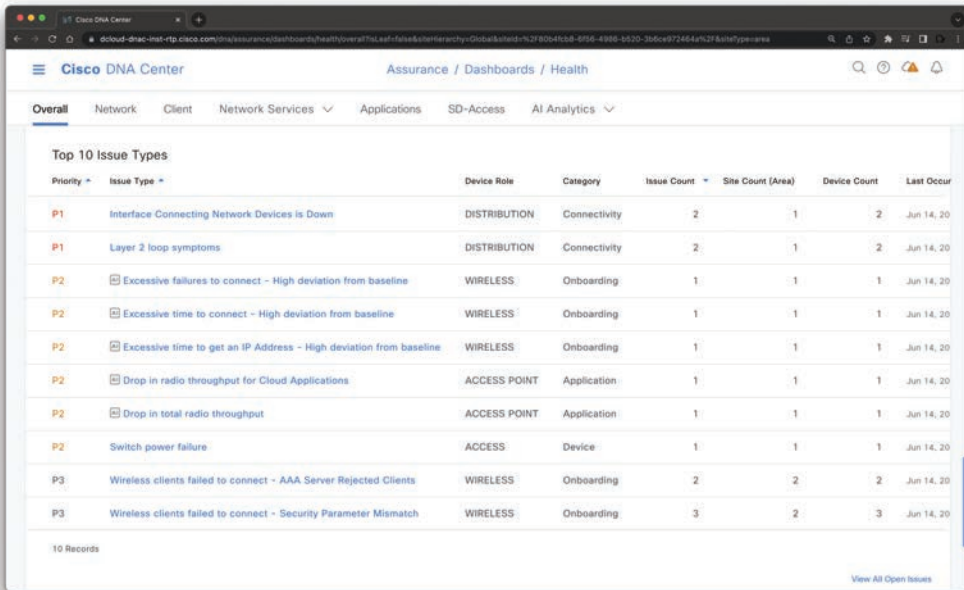 Cisco DNA Center
dcloud-dnac-inst-rtp.cisco.com/dna/assurance/dashboards/health/overall?isLeaf=false&siteHierarchy=Global&siteId=%2F80b4fcb8-6f56-4986-b520-3b6ce972464a%2F&siteType=area
Cisco DNA Center Assurance / Dashboards / Health
Overall Network Client Network Services Applications SD-Access AI Analytics
Top 10 Issue Types
Priority Issue Type Device Role Category Issue Count Site Count (Area) Device Count Last Occur
P1 Interface Connecting Network Devices is Down DISTRIBUTION Connectivity 2 1 2 Jun 14, 20
P1 Layer 2 loop symptoms DISTRIBUTION Connectivity 2 1 2 Jun 14, 20
P2 AI Excessive failures to connect - High deviation from baseline WIRELESS Onboarding 1 1 1 Jun 14, 20
P2 AI Excessive time to connect - High deviation from baseline WIRELESS Onboarding 1 1 1 Jun 14, 20
P2 AI Excessive time to get an IP Address - High deviation from baseline WIRELESS Onboarding 1 1 1 Jun 14, 20
P2 AI Drop in radio throughput for Cloud Applications ACCESS POINT Application 1 1 1 Jun 14, 20
P2 AI Drop in total radio throughput ACCESS POINT Application 1 1 1 Jun 14, 20
P2 Switch power failure ACCESS Device 1 1 1 Jun 14, 20
P3 Wireless clients failed to connect - AAA Server Rejected Clients WIRELESS Onboarding 2 2 2 Jun 14, 20
P3 Wireless clients failed to connect - Security Parameter Mismatch WIRELESS Onboarding 3 2 3 Jun 14, 20
10 Records
View All Open Issues